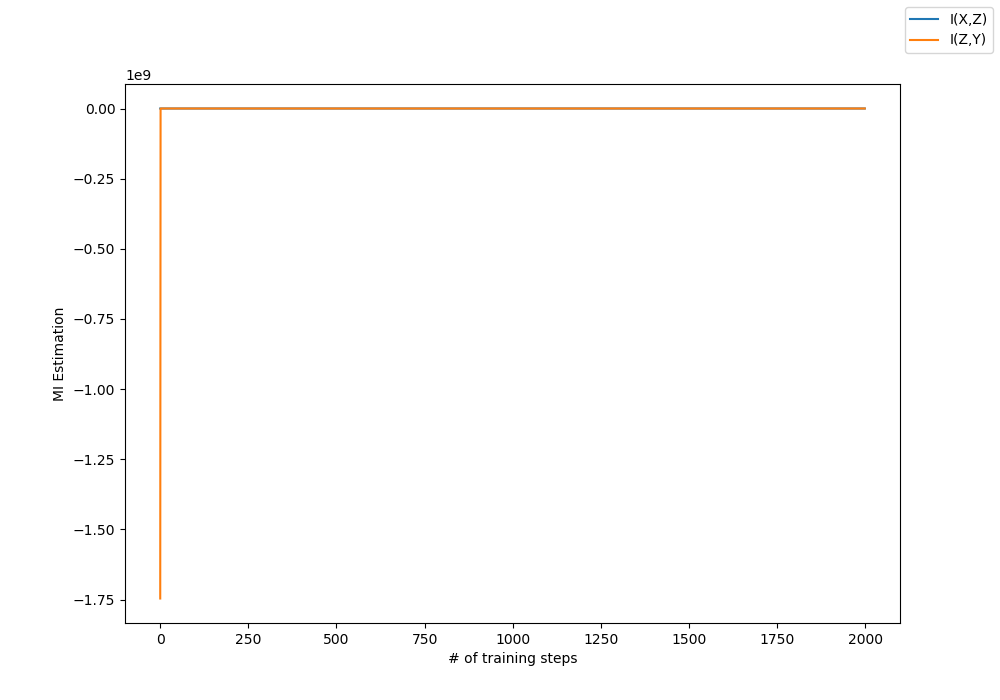 I(X,Z)
I(Z,Y)
1e9
0.00
−0.25
−0.50
−0.75
−1.00
−1.25
−1.50
−1.75
MI Estimation
0 250 500 750 1000 1250 1500 1750 2000
# of training steps